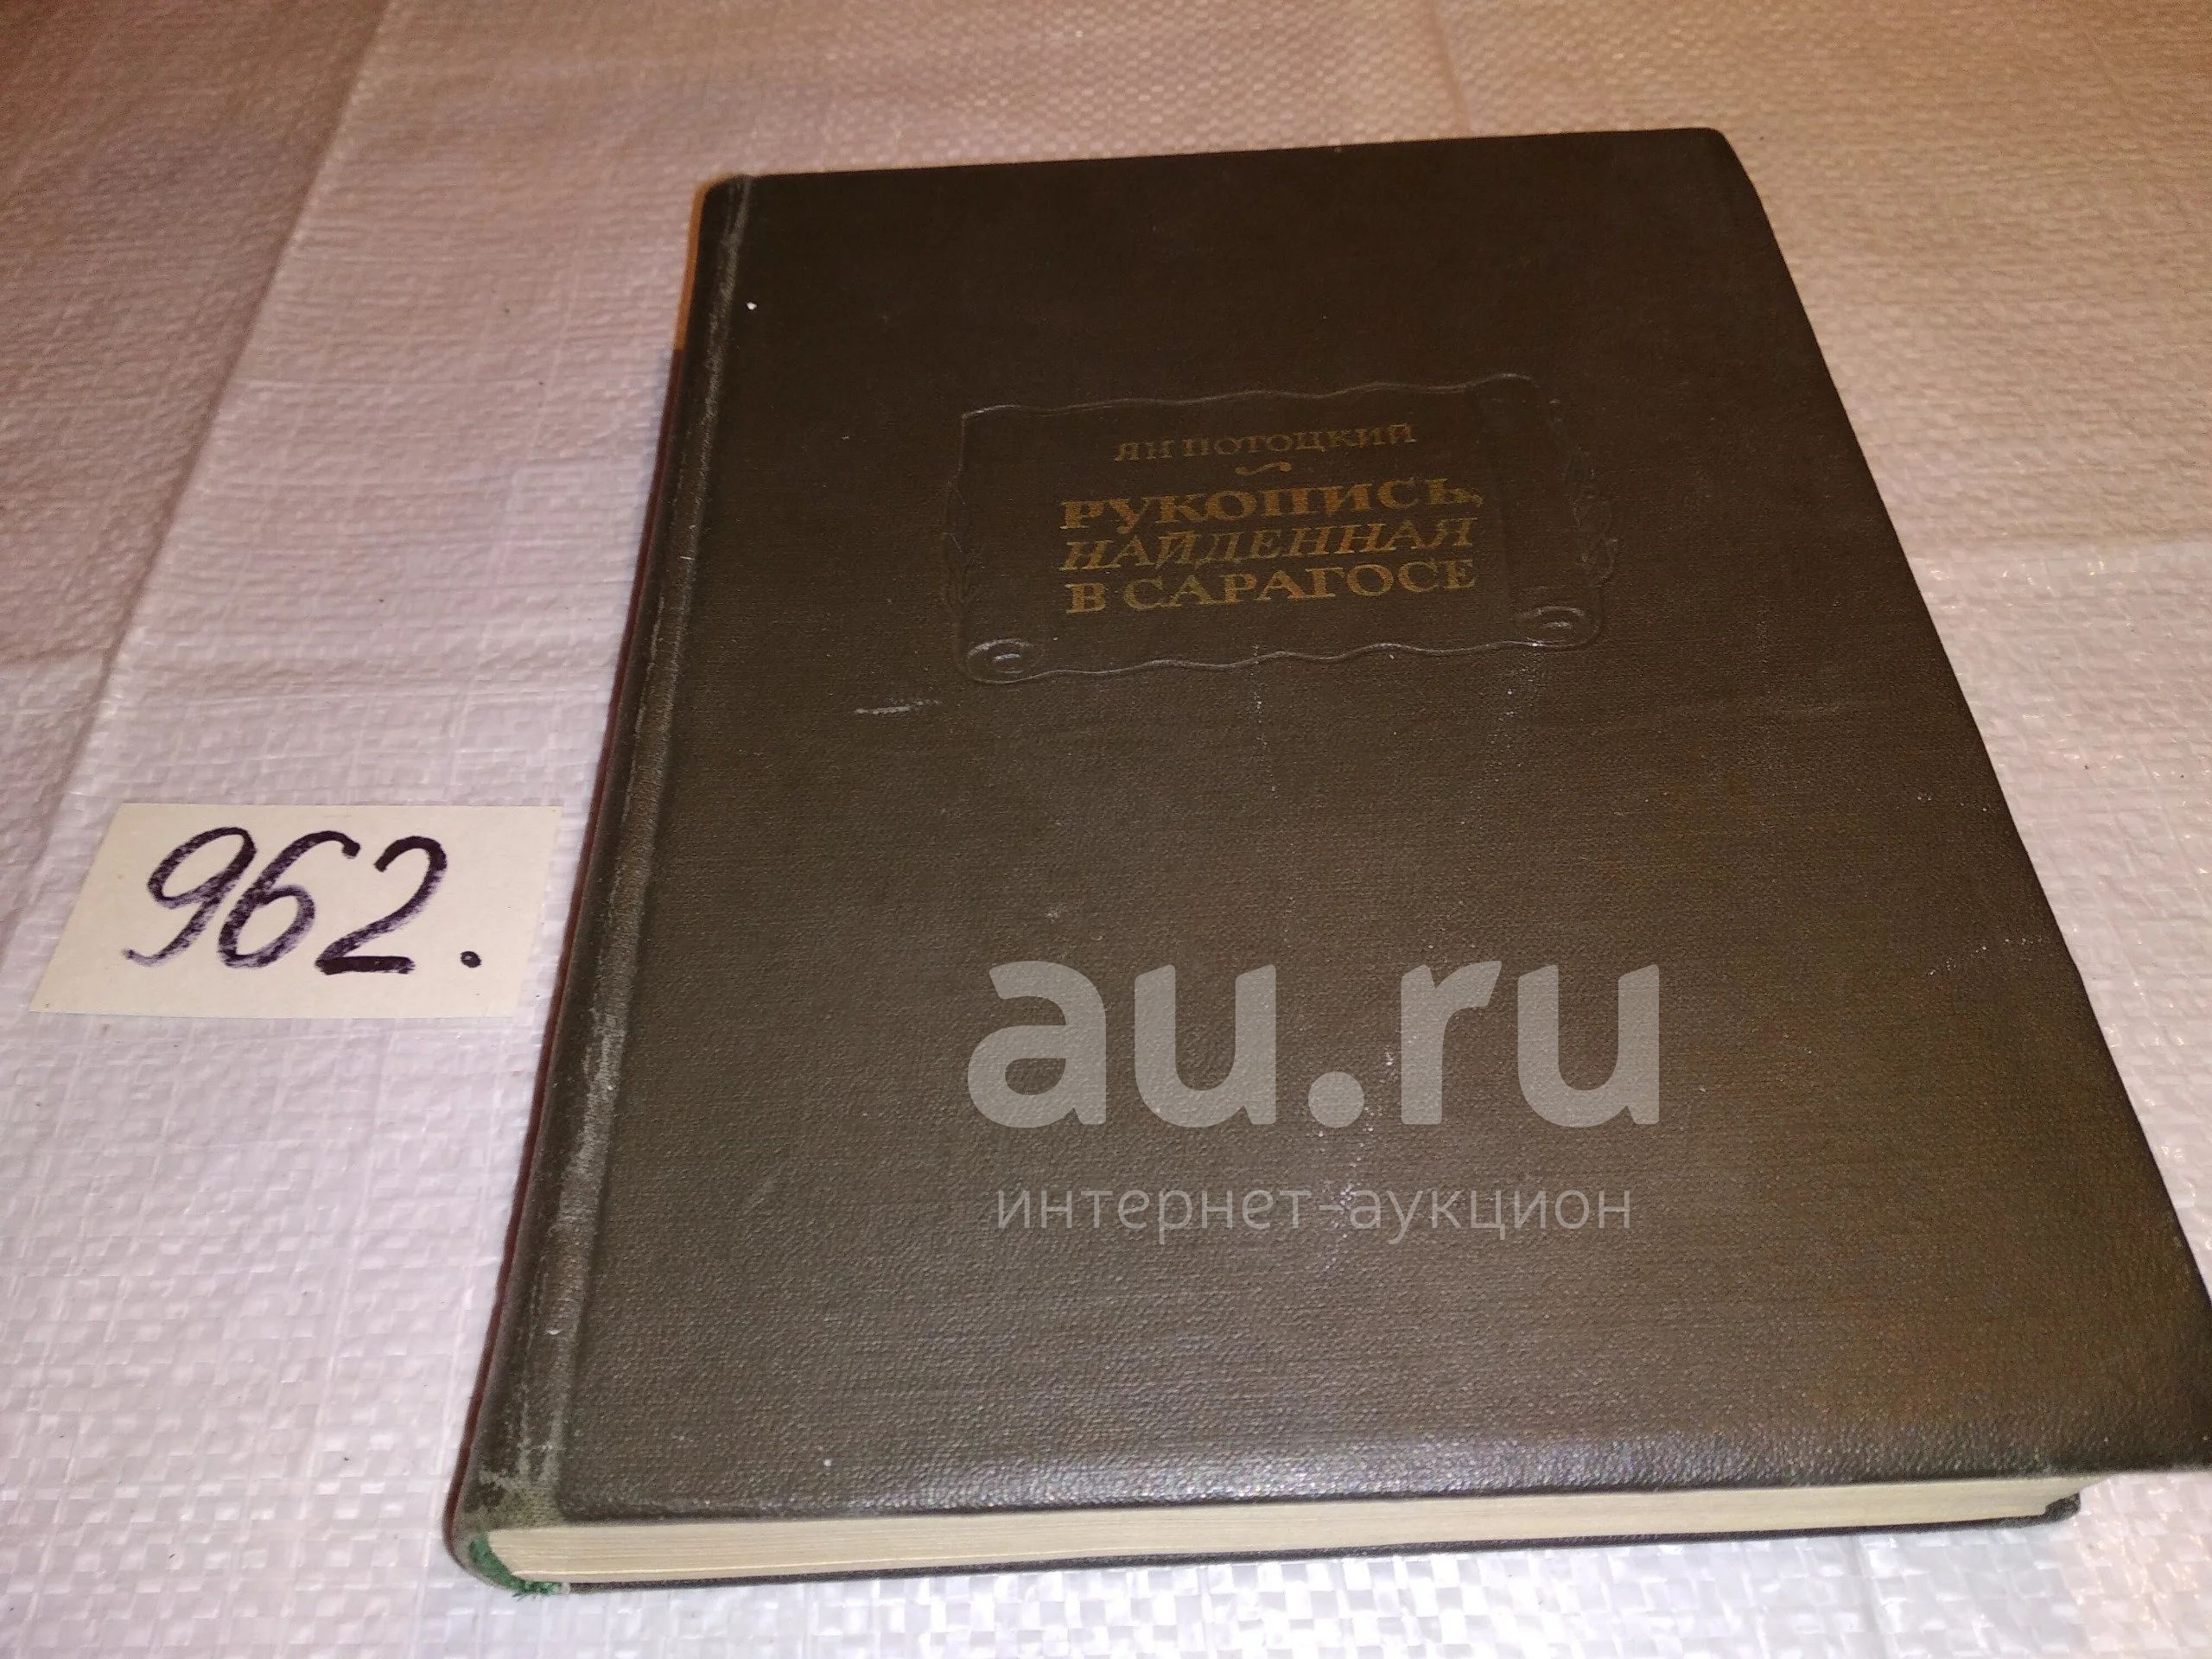 ЯН ПОТОЦКИЙ
РУКОПИСЬ,
НАЙДЕННАЯ
В САРАГОСЕ
962.
au.ru
интернет-аукцион